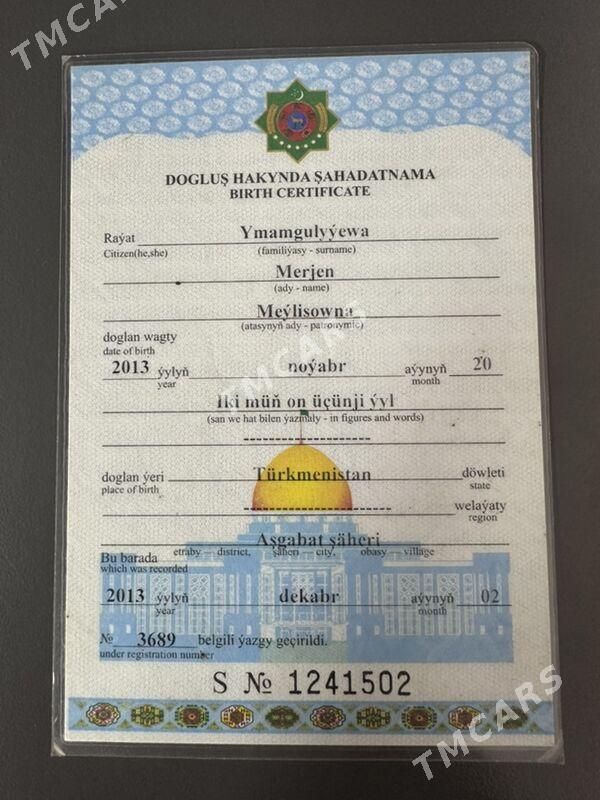 TMCARS
DOGLUŞ HAKYNDA ŞAHADATNAMA
BIRTH CERTIFICATE
Raýat Ymamgulyýewa
Citizen(he,she) (familiýasy - surname)
Merjen
(ady - name)
Meýlisowna
(atasynyň ady - patronymic)
doglan wagty
date of birth
2013 ýylyň noýabr aýynyň 20
year month
Iki müň on üçünji ýyl
(san we hat bilen ýazmaly - in figures and words)
TMCARS
doglan ýeri Türkmenistan döwleti
place of birth state
welaýaty
region
Aşgabat şäheri
etraby - district, şäheri - city, obasy - village
Bu barada
which was recorded
2013 ýylyň dekabr aýynyň 02
year month
№ 3689 belgili ýazgy geçirildi.
under registration number
S № 1241502
TMCARS